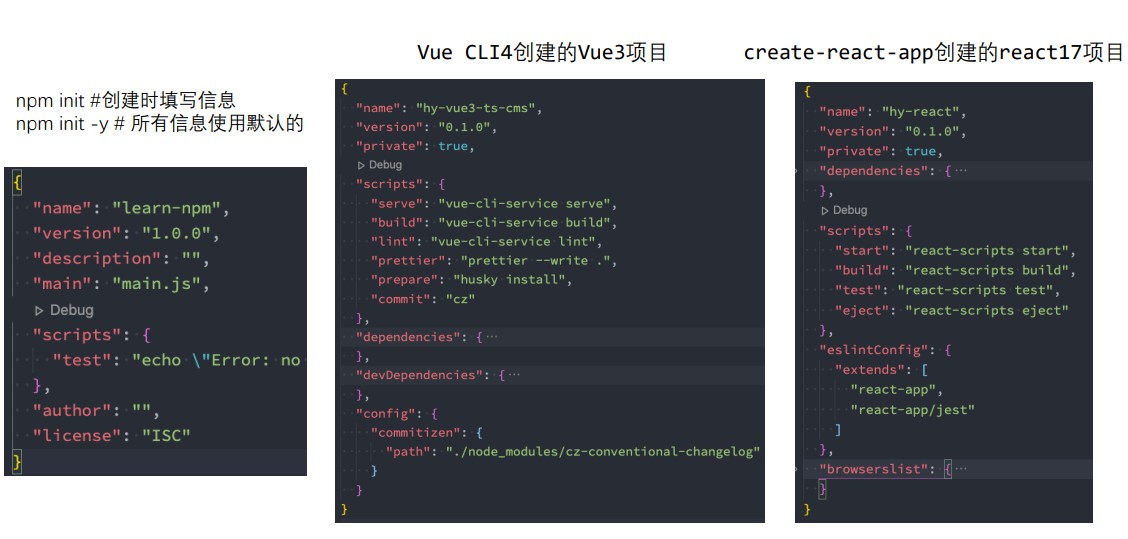 Vue CLI4创建的Vue3项目
create-react-app创建的react17项目
npm init #创建时填写信息
npm init -y # 所有信息使用默认的
{
"name": "learn-npm",
"version": "1.0.0",
"description": "",
"main": "main.js",
Debug
"scripts": {
"test": "echo \"Error: no
},
"author": "",
"license": "ISC"
}
{
"name": "hy-vue3-ts-cms",
"version": "0.1.0",
"private": true,
Debug
"scripts": {
"serve": "vue-cli-service serve",
"build": "vue-cli-service build",
"lint": "vue-cli-service lint",
"prettier": "prettier --write .",
"prepare": "husky install",
"commit": "cz"
},
"dependencies": {…
},
"devDependencies": {…
},
"config": {
"commitizen": {
"path": "./node_modules/cz-conventional-changelog"
}
}
}
{
"name": "hy-react",
"version": "0.1.0",
"private": true,
"dependencies": {…
},
Debug
"scripts": {
"start": "react-scripts start",
"build": "react-scripts build",
"test": "react-scripts test",
"eject": "react-scripts eject"
},
"eslintConfig": {
"extends": [
"react-app",
"react-app/jest"
]
},
"browserslist": {…
}
}